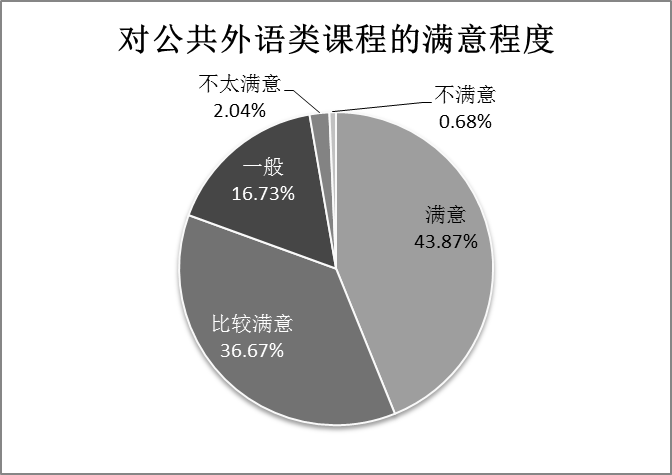 对公共外语类课程的满意程度
不太满意
2.04%
不满意
0.68%
一般
16.73%
满意
43.87%
比较满意
36.67%